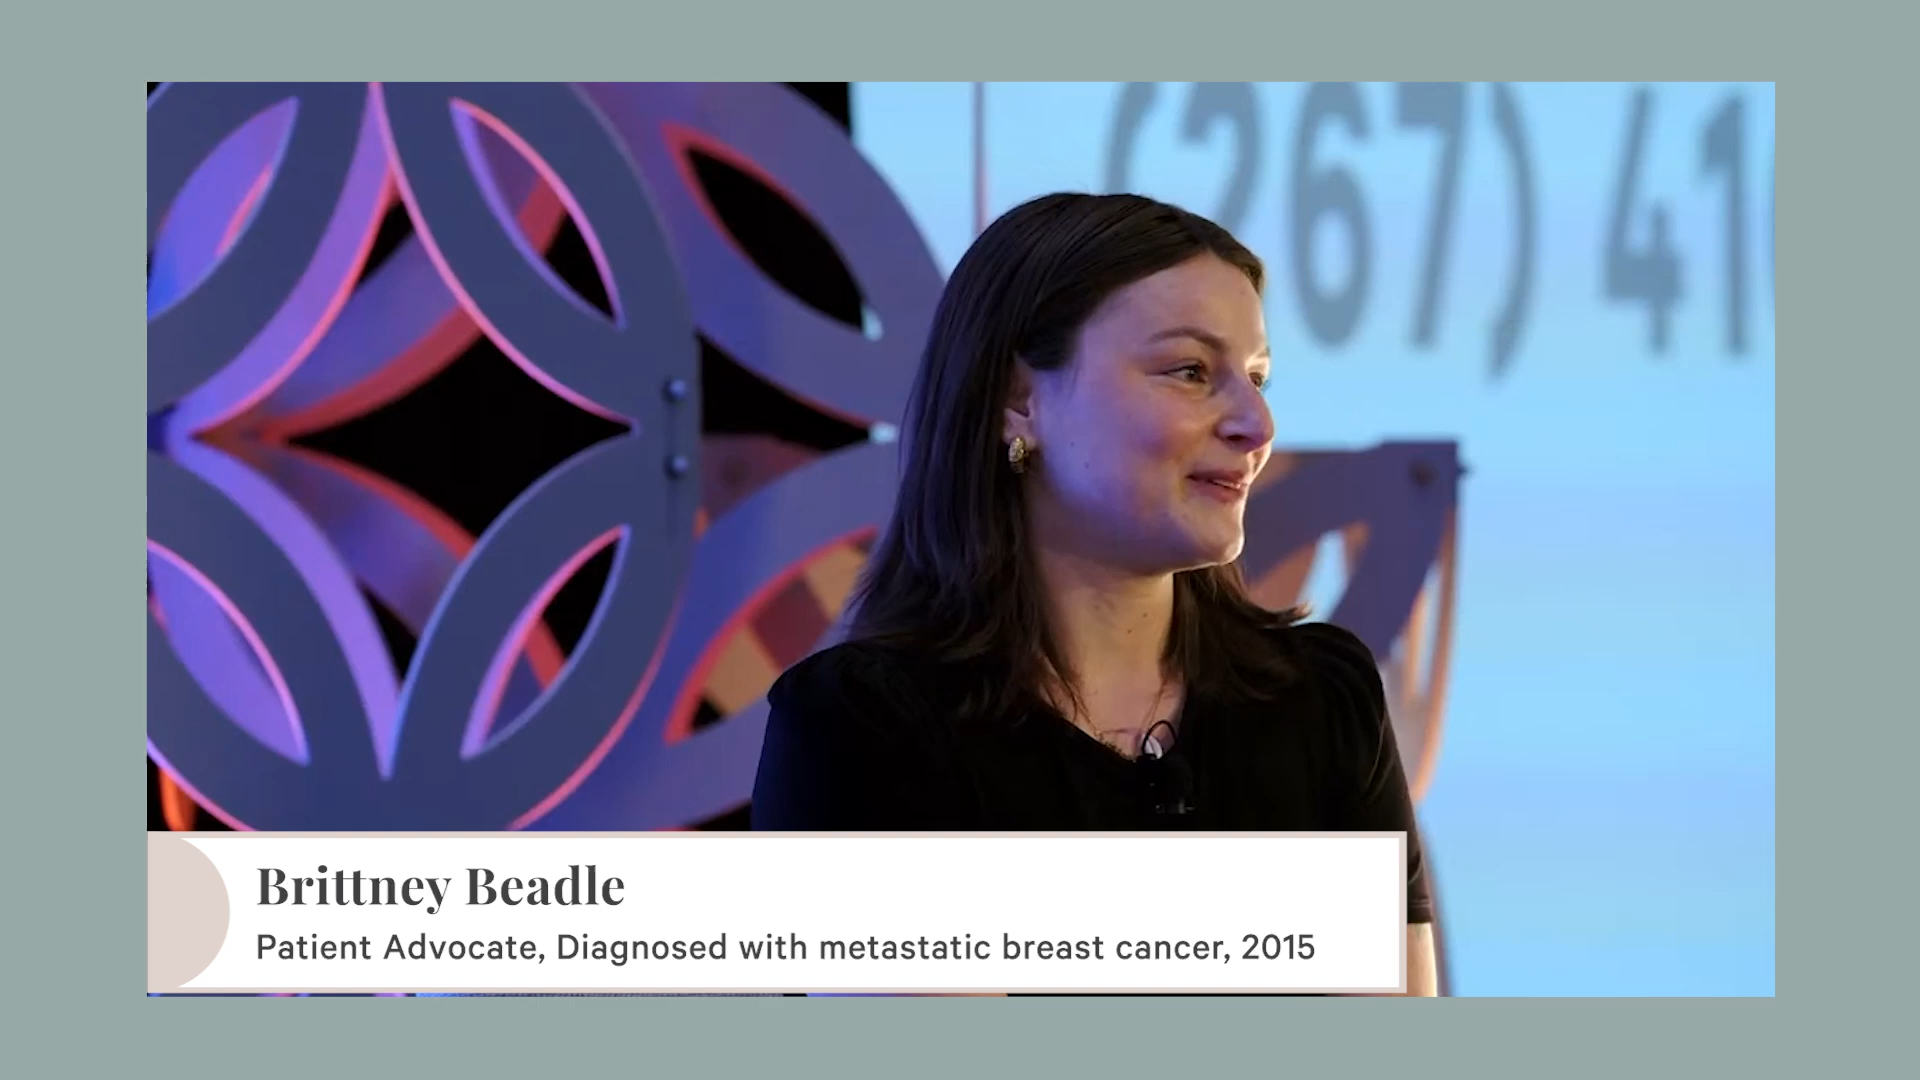 (267) 41
Brittney Beadle
Patient Advocate, Diagnosed with metastatic breast cancer, 2015